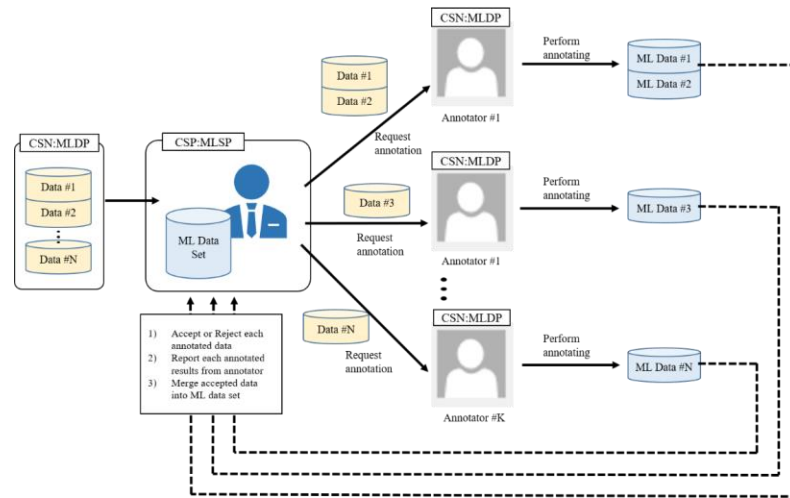 CSN:MLDP
Data #1
Data #2
Data #N
CSP:MLSP
ML Data
Set
1) Accept or Reject each
annotated data
2) Report each annotated
results from annotator
3) Merge accepted data
into ML data set
Data #1
Data #2
Request
annotation
CSN:MLDP
Annotator #1
Perform
annotating
ML Data #1
ML Data #2
Data #3
Request
annotation
CSN:MLDP
Annotator #1
Perform
annotating
ML Data #3
Data #N
Request
annotation
CSN:MLDP
Annotator #K
Perform
annotating
ML Data #N